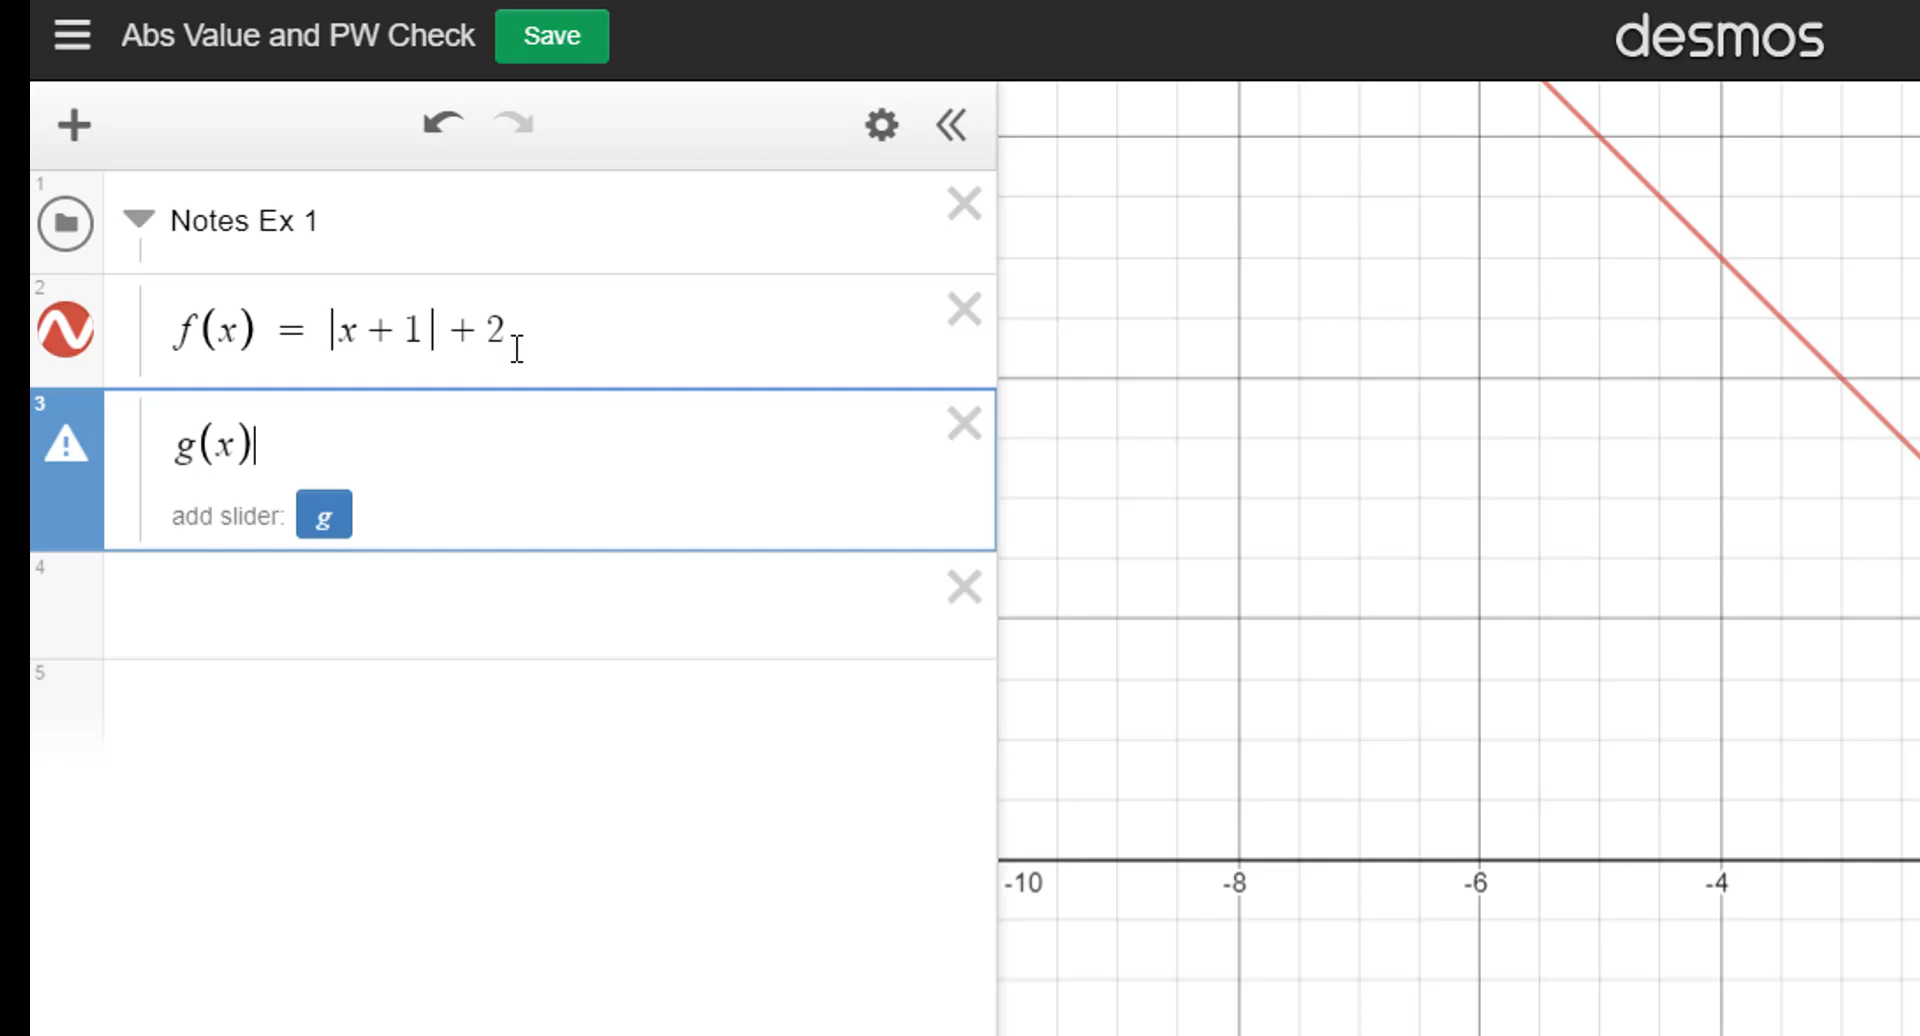 Abs Value and PW Check Save desmos
1
Notes Ex 1
2
f(x) = |x + 1| + 2
3
g(x)
add slider: g
4
5
-10 -8 -6 -4